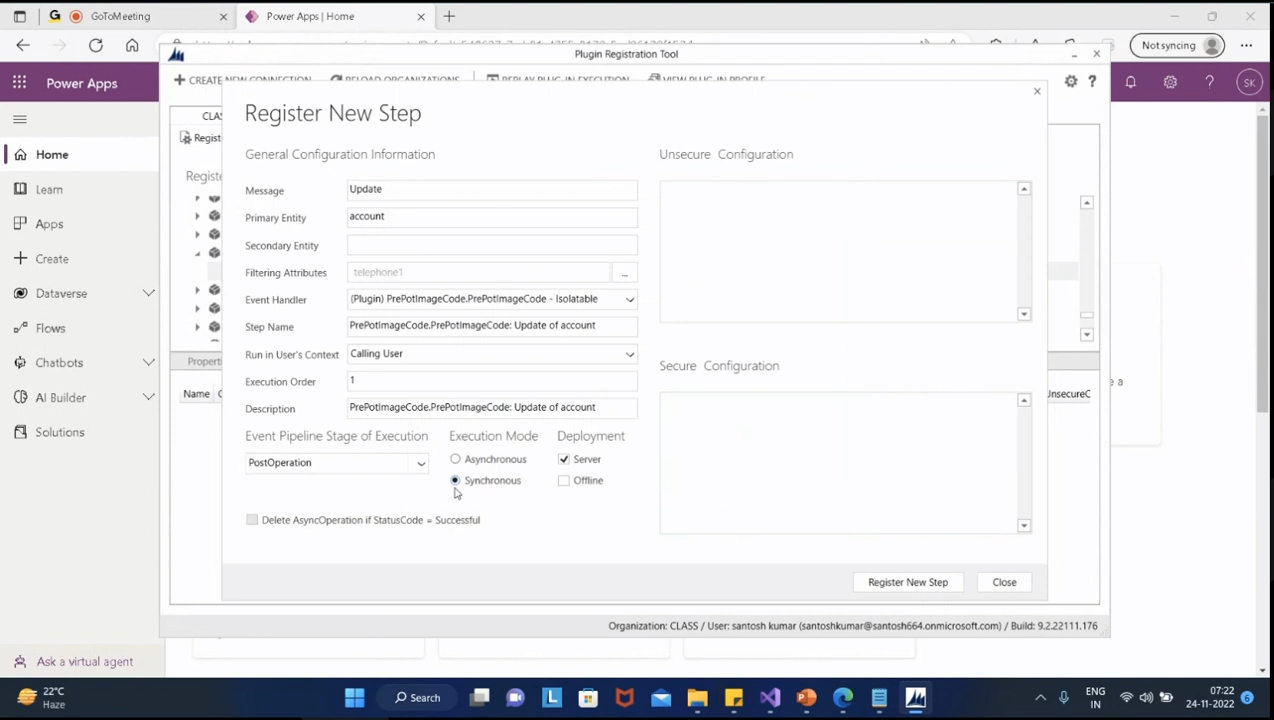 GoToMeeting
Power Apps | Home
Not syncing
Power Apps
SK
Plugin Registration Tool
CREATE NEW CONNECTION
RELOAD ORGANIZATIONS
REPLAY PLUG-IN EXECUTION
VIEW PLUG-IN PROFILE
Home
Learn
Apps
Create
Dataverse
Flows
Chatbots
AI Builder
Solutions
Ask a virtual agent
CLAS
Regist
Registe
Properti
Name
UnsecureC
Register New Step
General Configuration Information
Message Update
Primary Entity account
Secondary Entity
Filtering Attributes telephone1 ...
Event Handler (Plugin) PrePotImageCode.PrePotImageCode - Isolatable
Step Name PrePotImageCode.PrePotImageCode: Update of account
Run in User's Context Calling User
Execution Order 1
Description PrePotImageCode.PrePotImageCode: Update of account
Event Pipeline Stage of Execution Execution Mode Deployment
PostOperation Asynchronous Server
Synchronous Offline
Delete AsyncOperation if StatusCode = Successful
Unsecure Configuration
Secure Configuration
Register New Step Close
Organization: CLASS / User: santosh kumar (santoshkumar@santosh664.onmicrosoft.com) / Build: 9.2.22111.176
22°C
Haze
Search
ENG
IN
07:22
24-11-2022
6